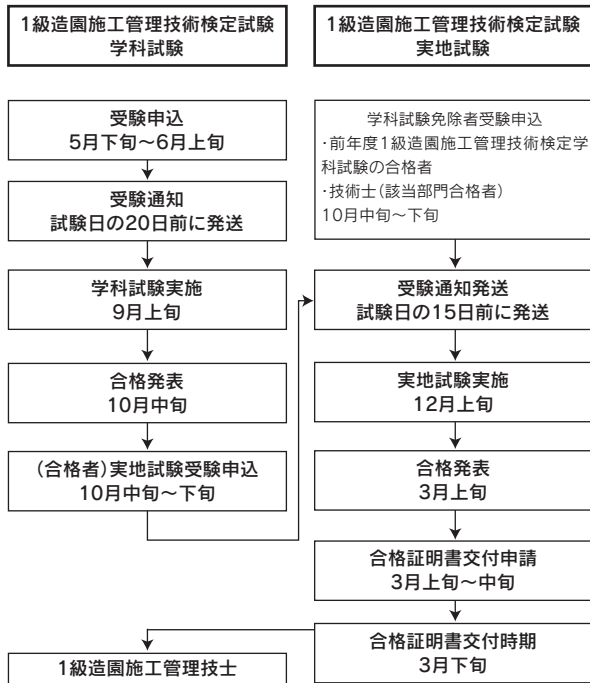 1級造園施工管理技術検定試験
学科試験
受験申込
5月下旬〜6月上旬
受験通知
試験日の20日前に発送
学科試験実施
9月上旬
合格発表
10月中旬
(合格者)実地試験受験申込
10月中旬〜下旬
1級造園施工管理技士
1級造園施工管理技術検定試験
実地試験
学科試験免除者受験申込
・前年度1級造園施工管理技術検定学
科試験の合格者
・技術士(該当部門合格者)
10月中旬〜下旬
受験通知発送
試験日の15日前に発送
実地試験実施
12月上旬
合格発表
3月上旬
合格証明書交付申請
3月上旬〜中旬
合格証明書交付時期
3月下旬